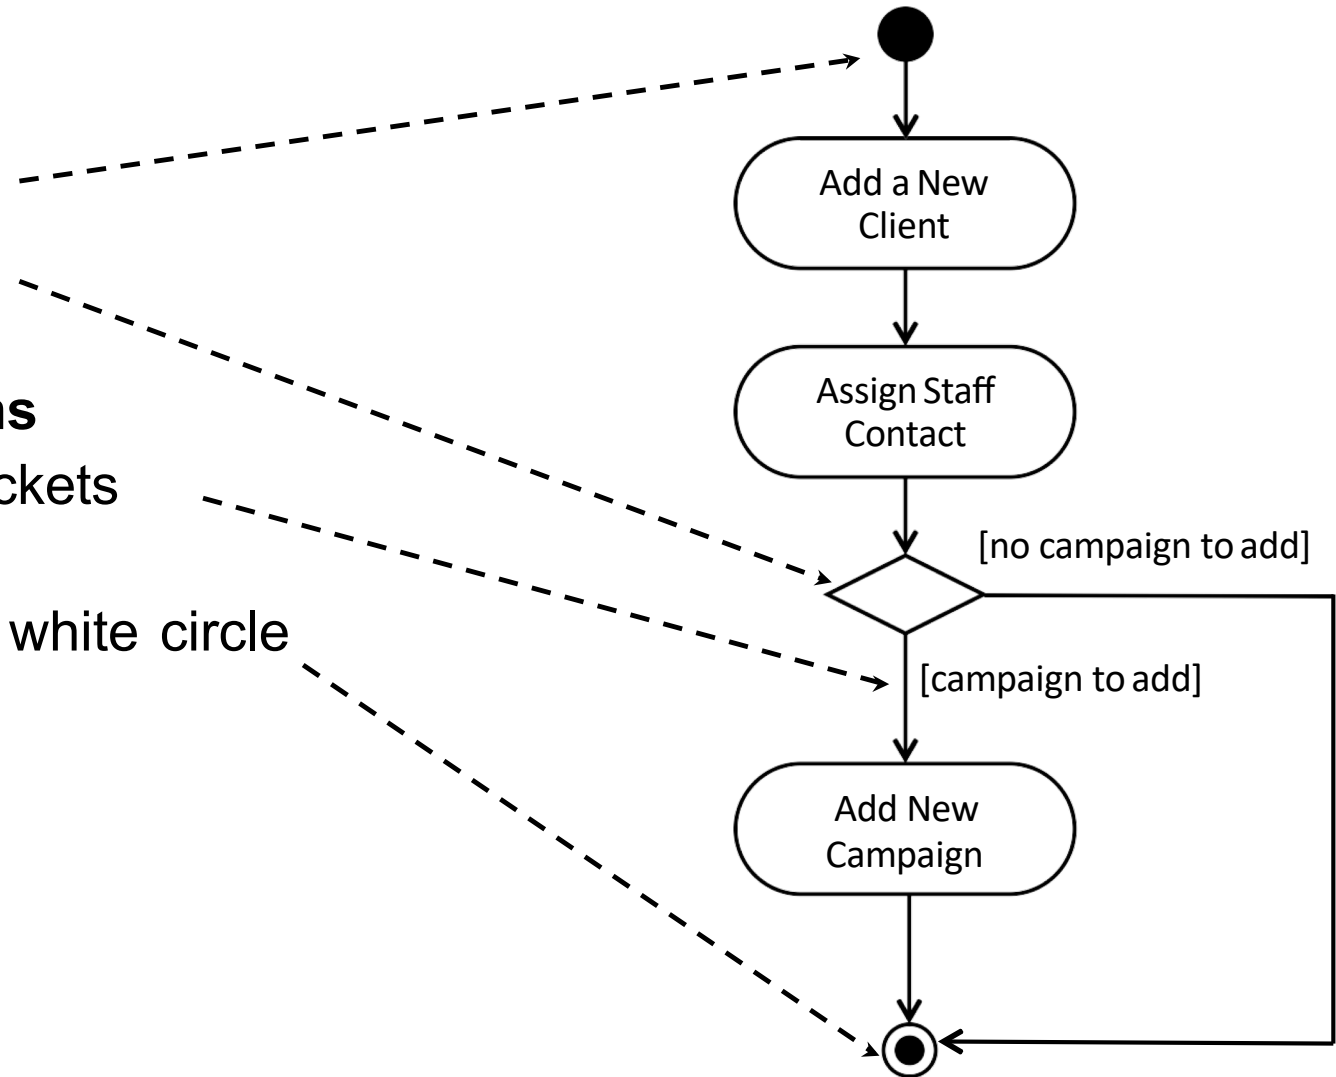 ns
ckets
white circle
Add a New
Client
Assign Staff
Contact
[no campaign to add]
[campaign to add]
Add New
Campaign